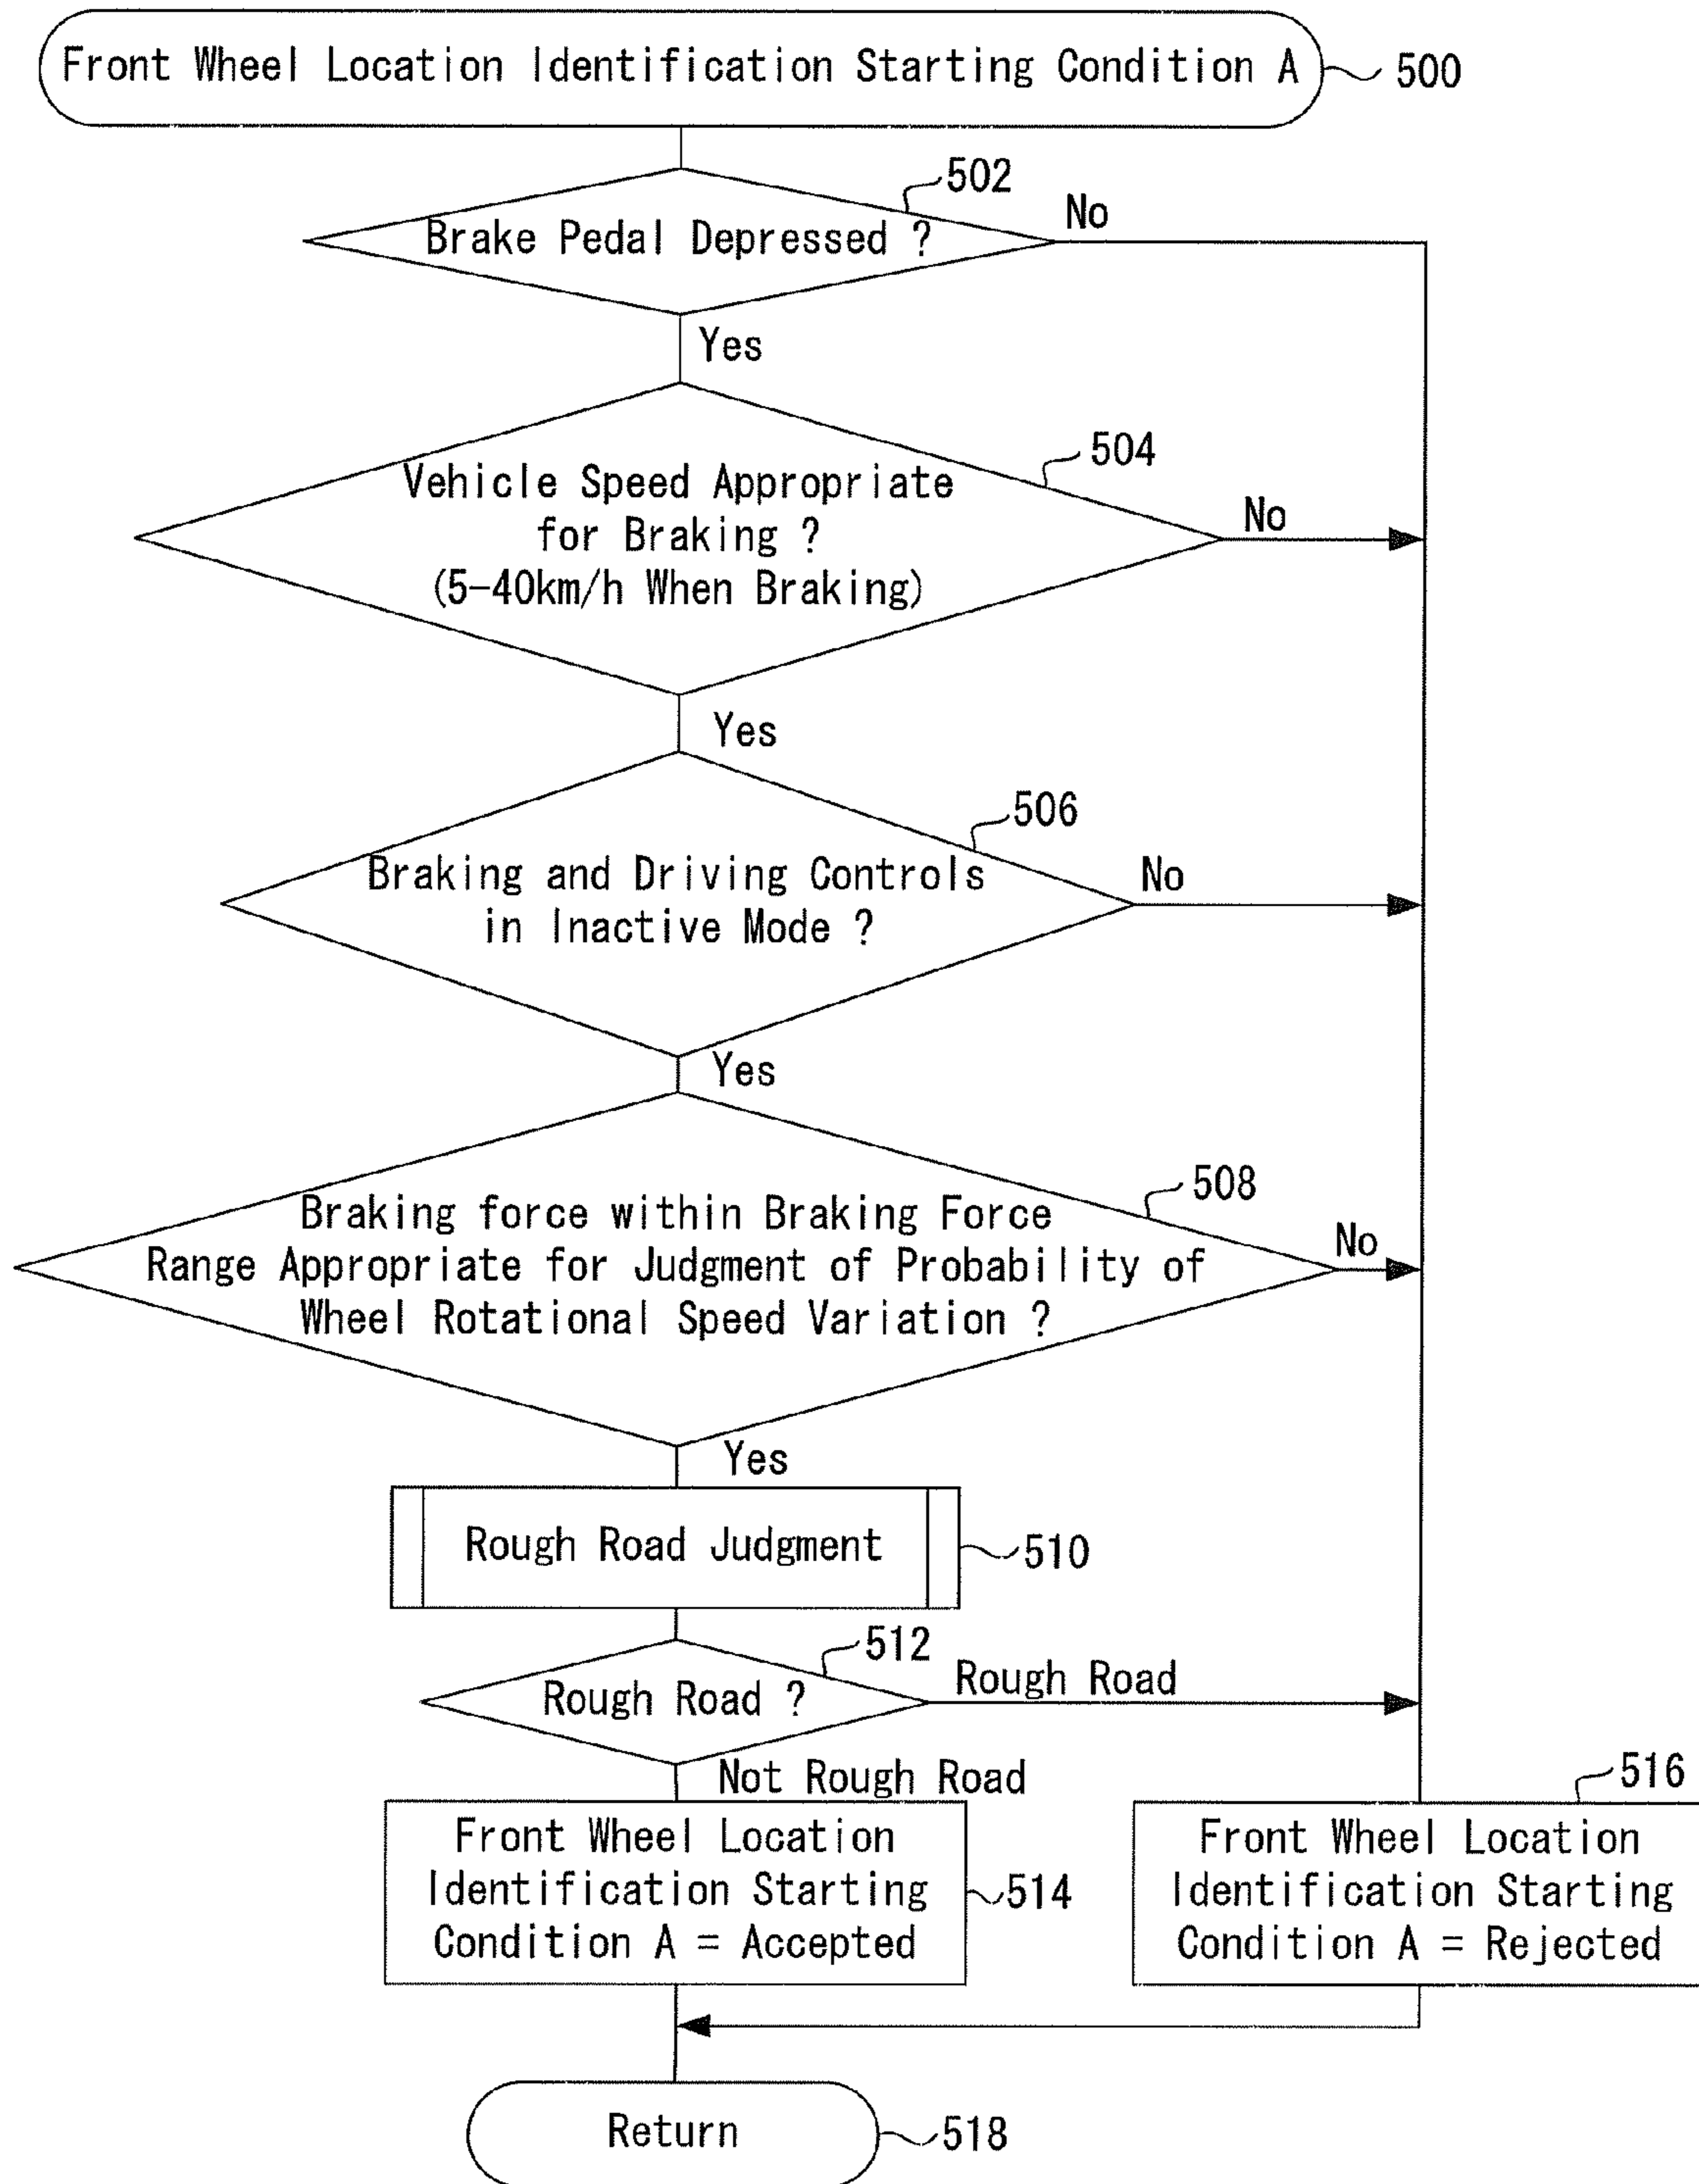 Front Wheel Location Identification Starting Condition A
500
502
Brake Pedal Depressed ?
No
Yes
504
Vehicle Speed Appropriate
for Braking ?
(5-40km/h When Braking)
No
Yes
506
Braking and Driving Controls
in Inactive Mode ?
No
Yes
508
Braking force within Braking Force
Range Appropriate for Judgment of Probability of
Wheel Rotational Speed Variation ?
No
Yes
Rough Road Judgment
510
512
Rough Road ?
Rough Road
Not Rough Road
Front Wheel Location
Identification Starting
Condition A = Accepted
514
516
Front Wheel Location
Identification Starting
Condition A = Rejected
Return
518